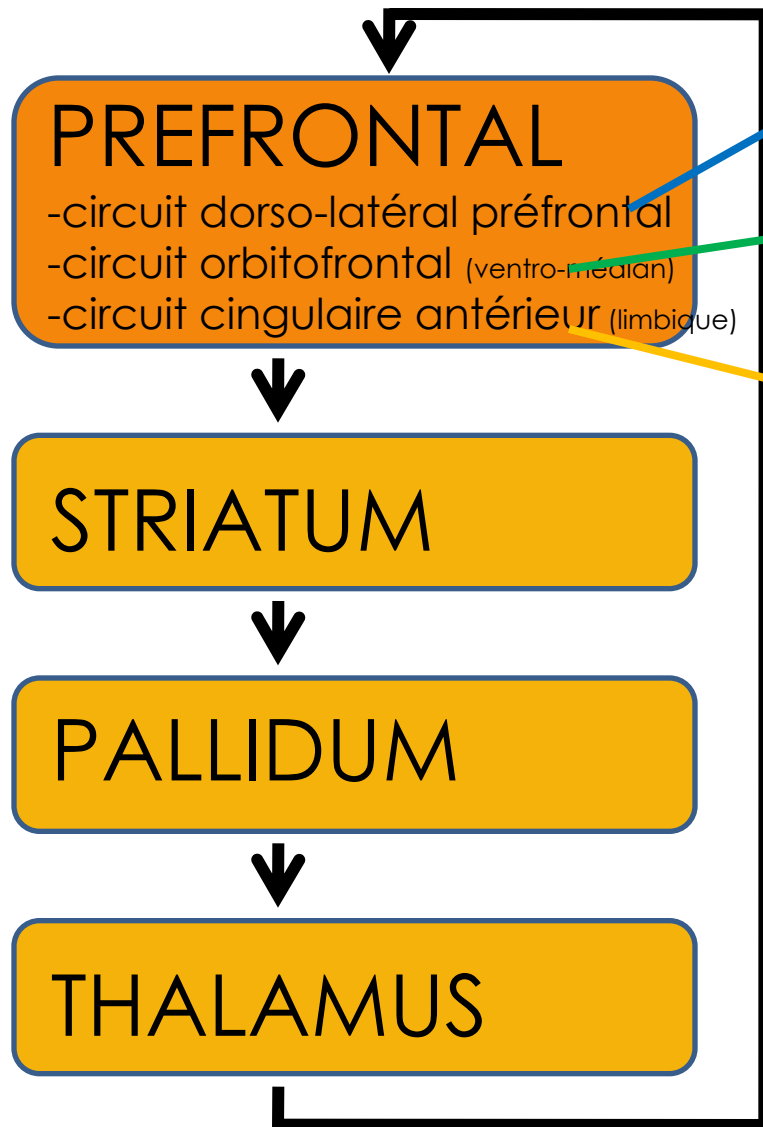 PREFRONTAL
-circuit dorso-latéral préfrontal
-circuit orbitofrontal (ventro-médian)
-circuit cingulaire antérieur (limbique)
STRIATUM
PALLIDUM
THALAMUS